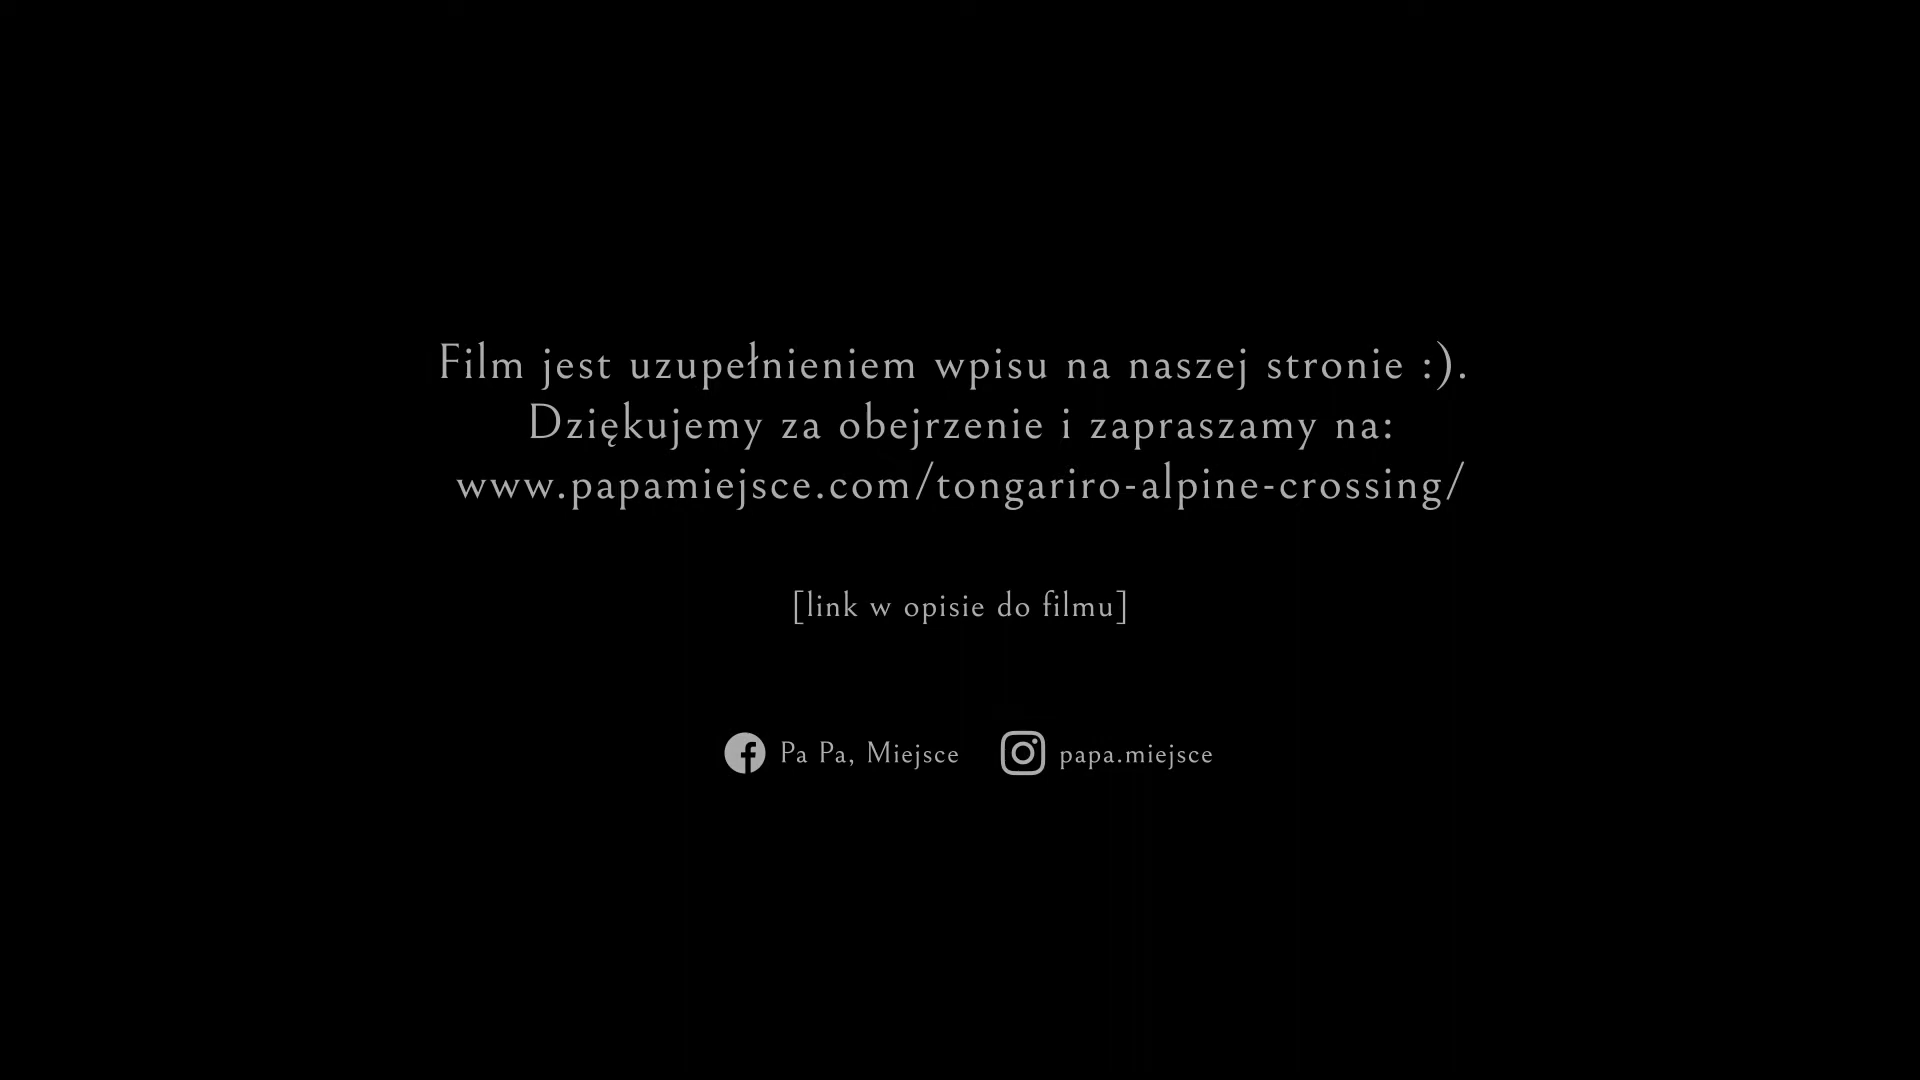 Film jest uzupełnieniem wpisu na naszej stronie :).
Dziękujemy za obejrzenie i zapraszamy na:
www.papamiejsce.com/tongariro-alpine-crossing/
[link w opisie do filmu]
Pa Pa, Miejsce papa.miejsce